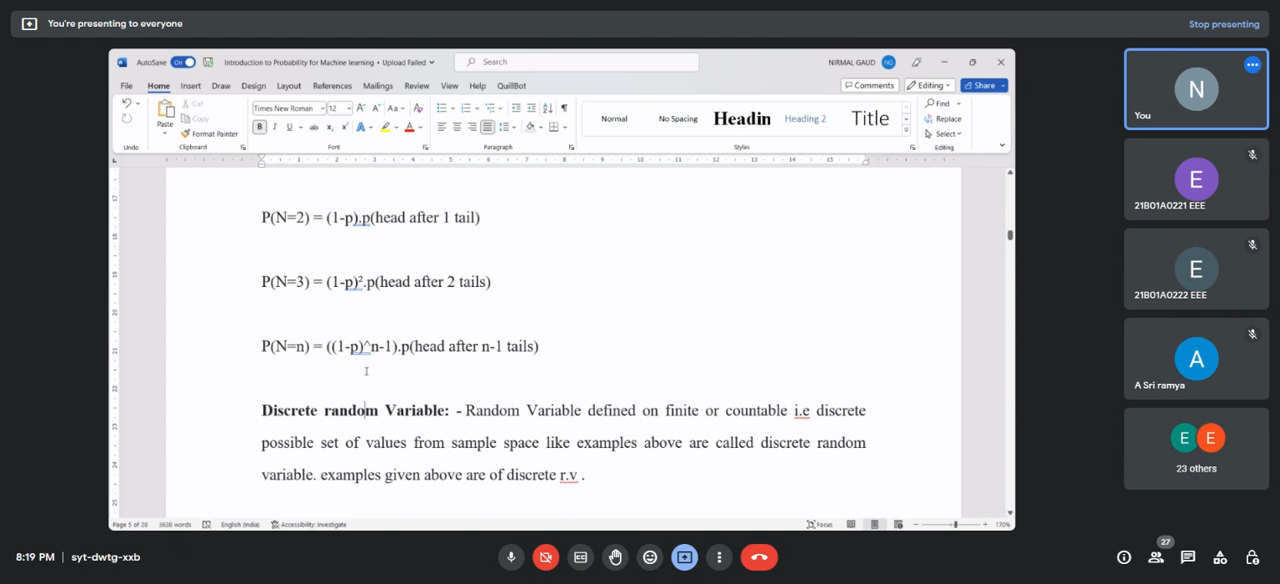 You're presenting to everyone
Stop presenting
AutoSave On Introduction to Probability for Machine learning • Upload Failed Search NIRMAL GAUD NG
File Home Insert Draw Design Layout References Mailings Review View Help QuillBot Comments Editing Share
Times New Roman 12
Paste Cut Copy Format Painter
Normal No Spacing Headin Heading 2 Title
Find Replace Select
Undo Clipboard Font Paragraph Styles Editing
P(N=2) = (1-p).p(head after 1 tail)
P(N=3) = (1-p)².p(head after 2 tails)
P(N=n) = ((1-p)^n-1).p(head after n-1 tails)
Discrete random Variable: - Random Variable defined on finite or countable i.e discrete
possible set of values from sample space like examples above are called discrete random
variable. examples given above are of discrete r.v .
Page 5 of 28 3638 words English (India) Accessibility: Investigate Focus 170%
N
You
E
21B01A0221 EEE
E
21B01A0222 EEE
A
A Sri ramya
E E
23 others
8:19 PM | syt-dwtg-xxb
27